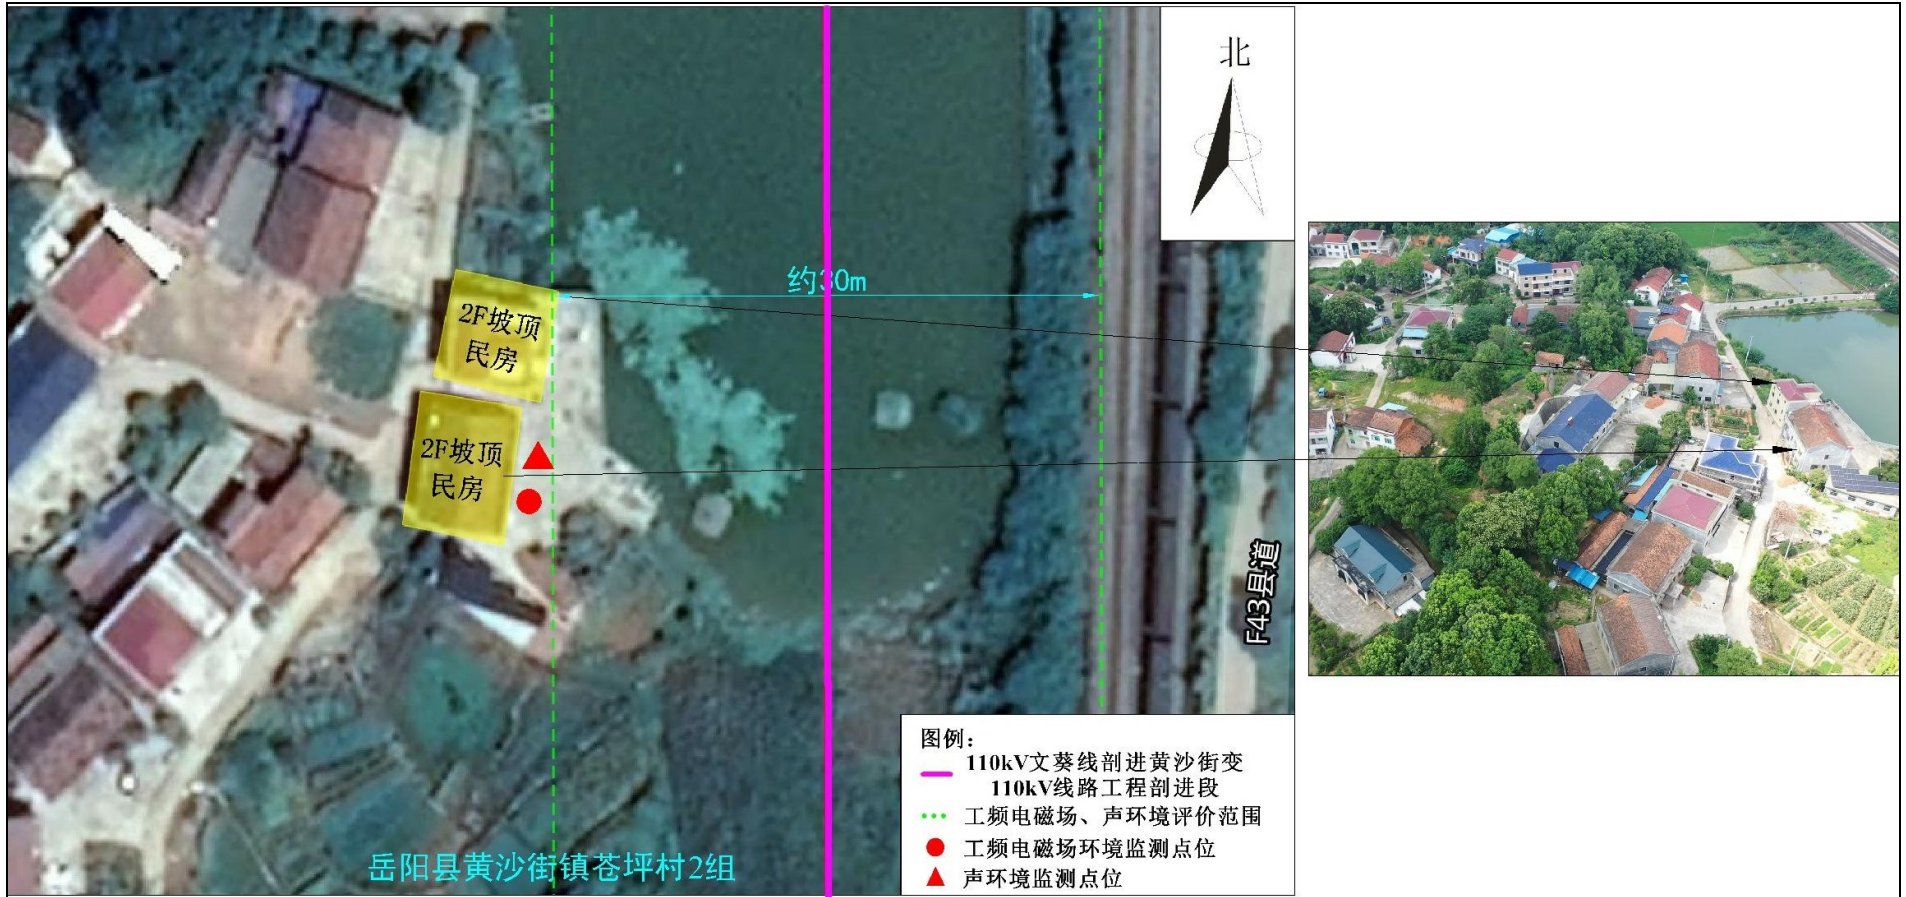 北
约30m
2F坡顶
民房
2F坡顶
民房
F43县道
图例：
110kV文葵线剖进黄沙街变
110kV线路工程剖进段
工频电磁场、声环境评价范围
工频电磁场环境监测点位
声环境监测点位
岳阳县黄沙街镇苍坪村2组